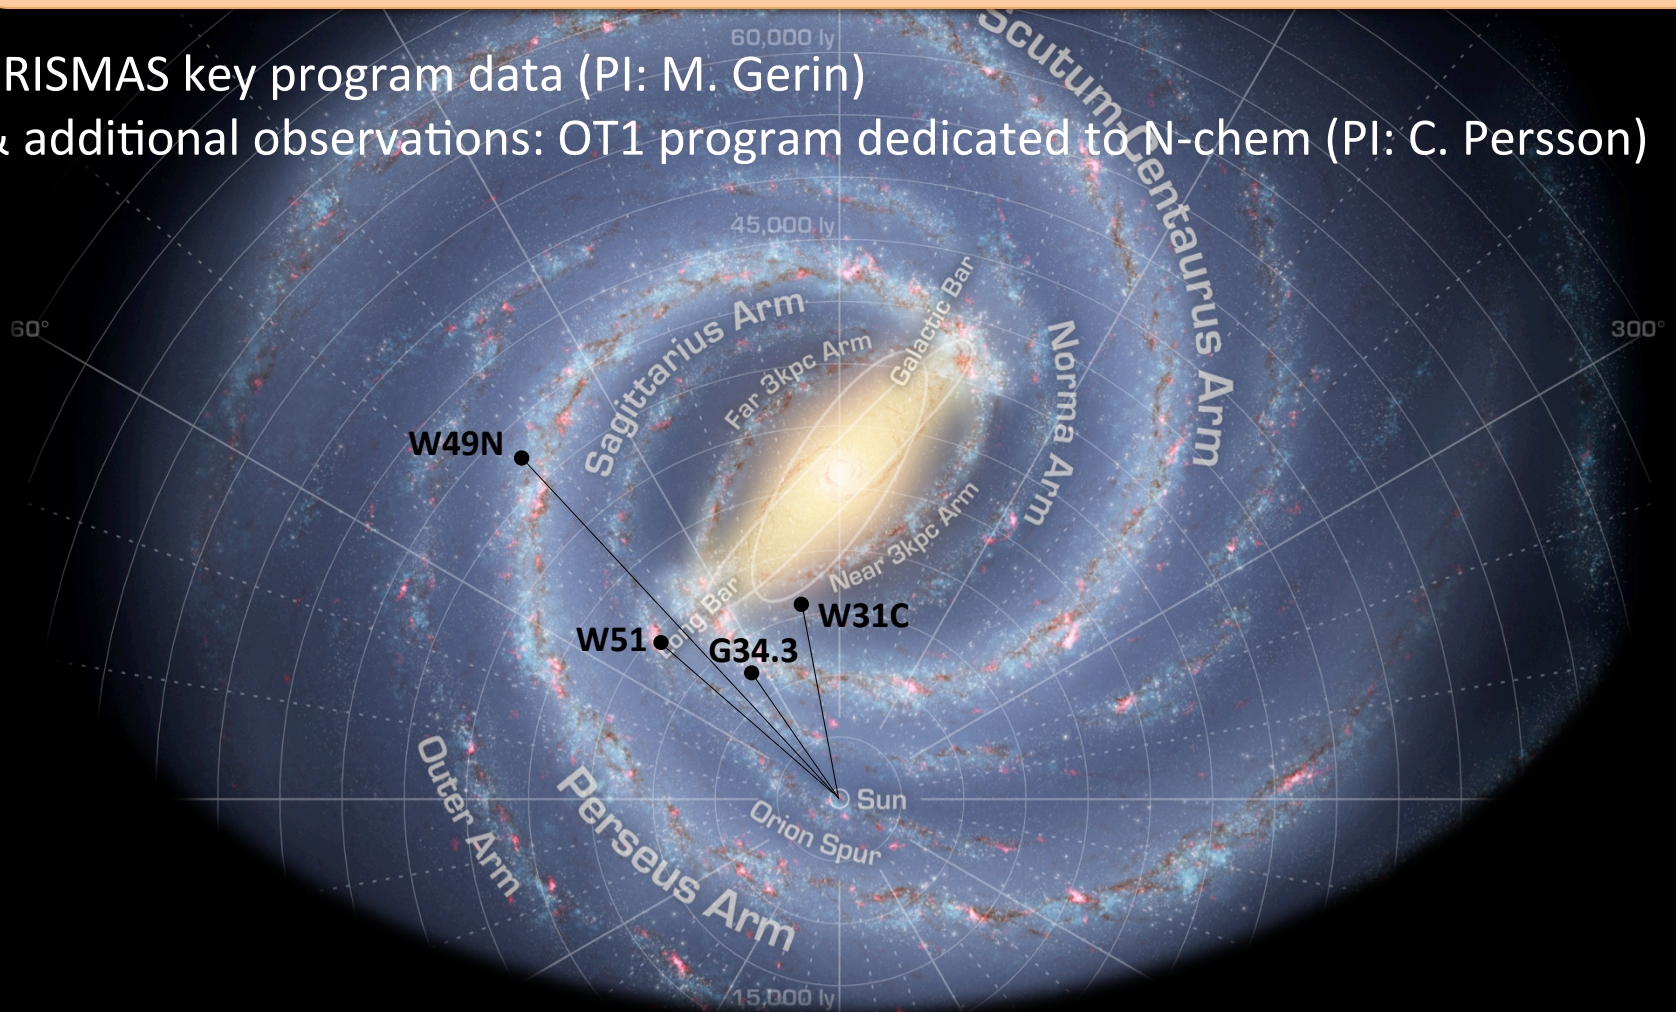 60,000 ly
Scutum-Centaurus Arm
RISMAS key program data (PI: M. Gerin)
& additional observations: OT1 program dedicated to N-chem (PI: C. Persson)
45,000 ly
Galactic Bar
Sagittarius Arm
60°
300°
Far 3kpc Arm
Norma Arm
W49N
Near 3kpc Arm
Long Bar
W31C
W51
G34.3
Outer Arm
Perseus Arm
Sun
Orion Spur
15,000 ly